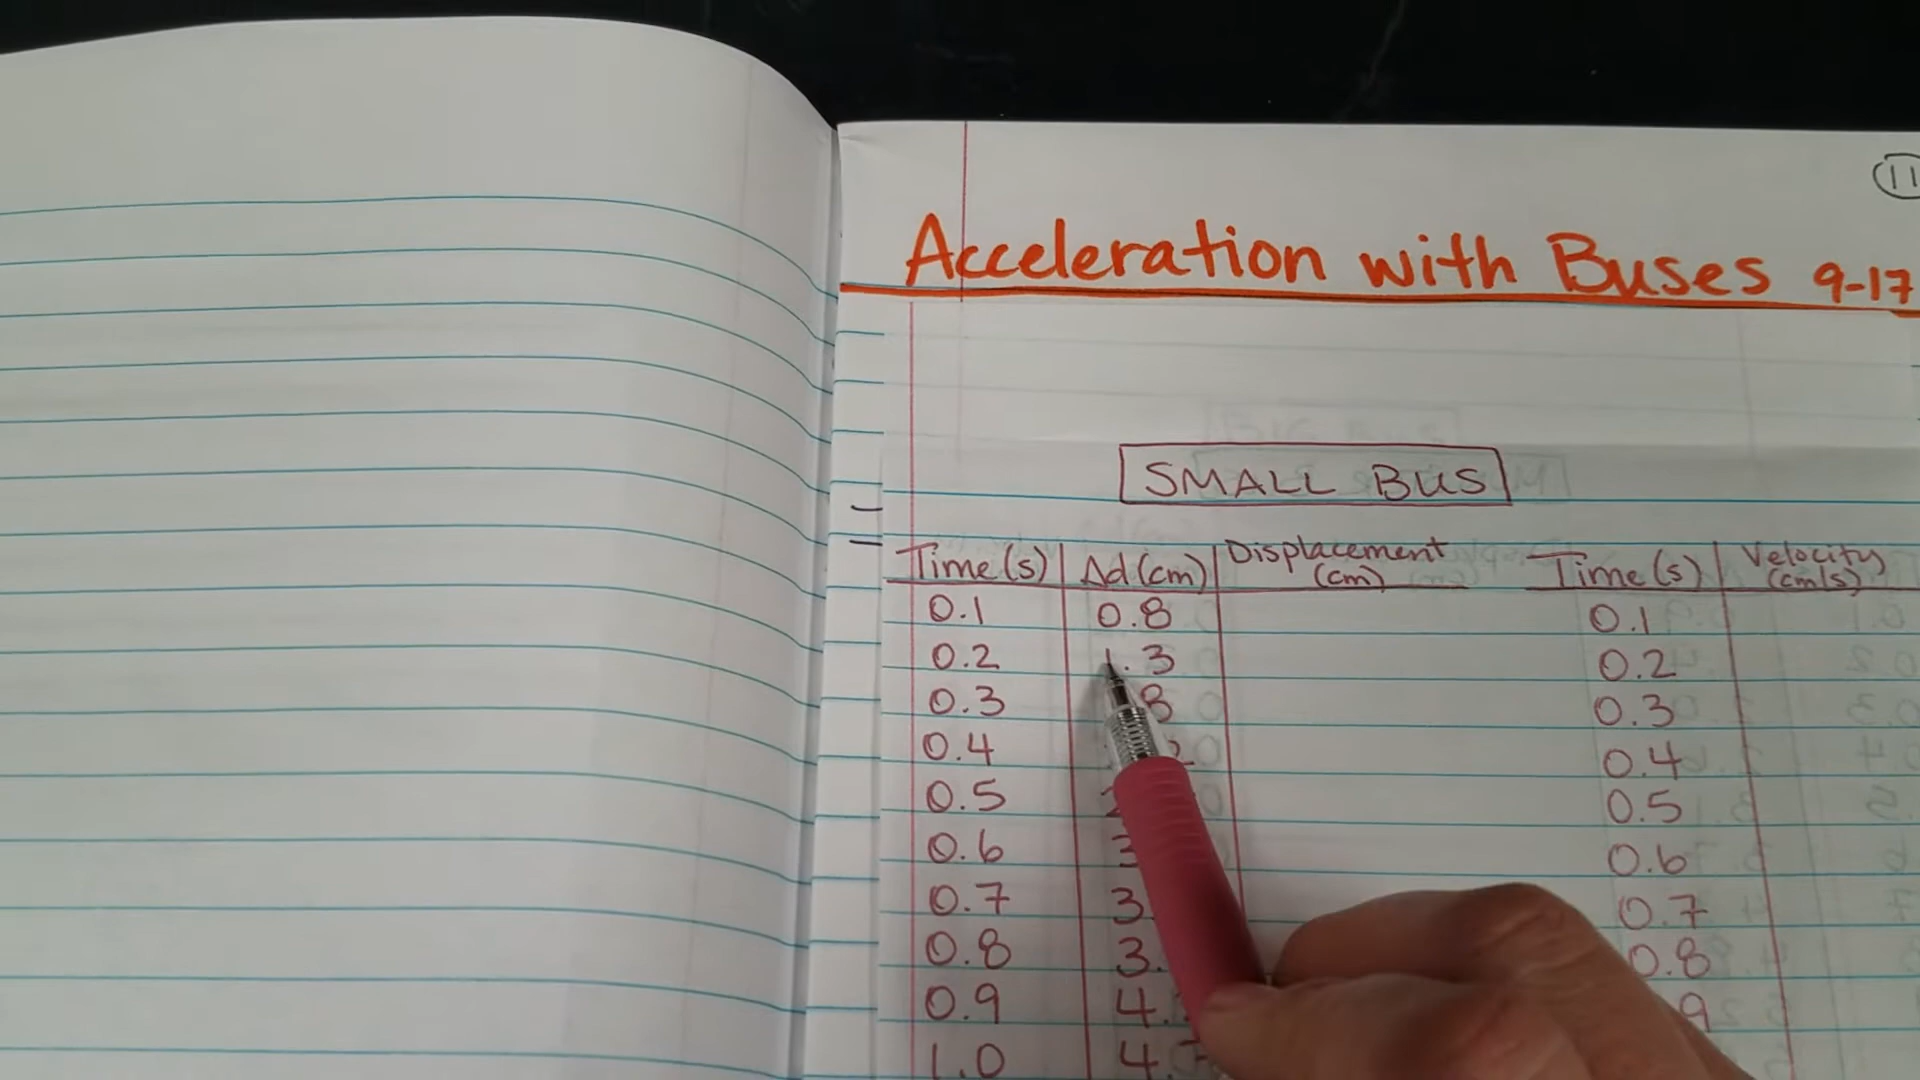 11
Acceleration with Buses 9-17
SMALL BUS
Time (s) Δd (cm) Displacement (cm) Time (s) Velocity (cm/s)
0.1 0.8 0.1
0.2 1.3 0.2
0.3 0.3
0.4 0.4
0.5 0.5
0.6 0.6
0.7 0.7
0.8 0.8
0.9
1.0